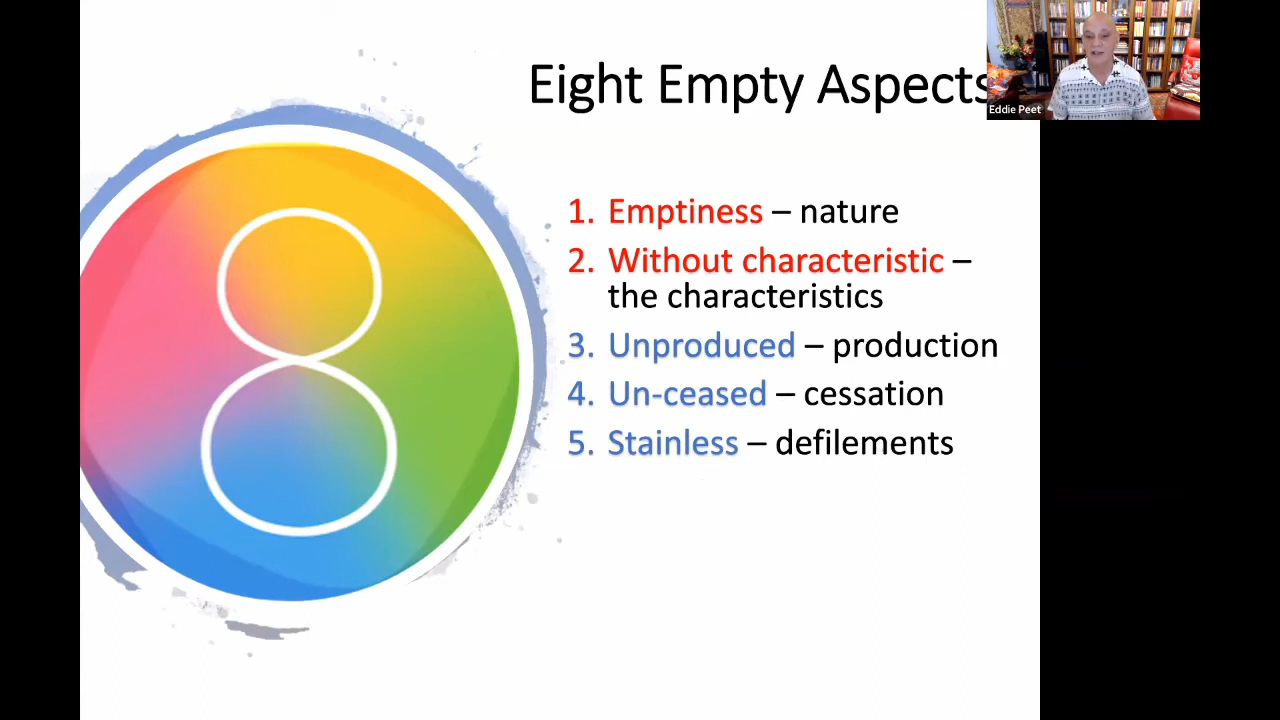 Eight Empty Aspects
Eddie Peet
1. Emptiness – nature
2. Without characteristic –
the characteristics
3. Unproduced – production
4. Un-ceased – cessation
5. Stainless – defilements
8